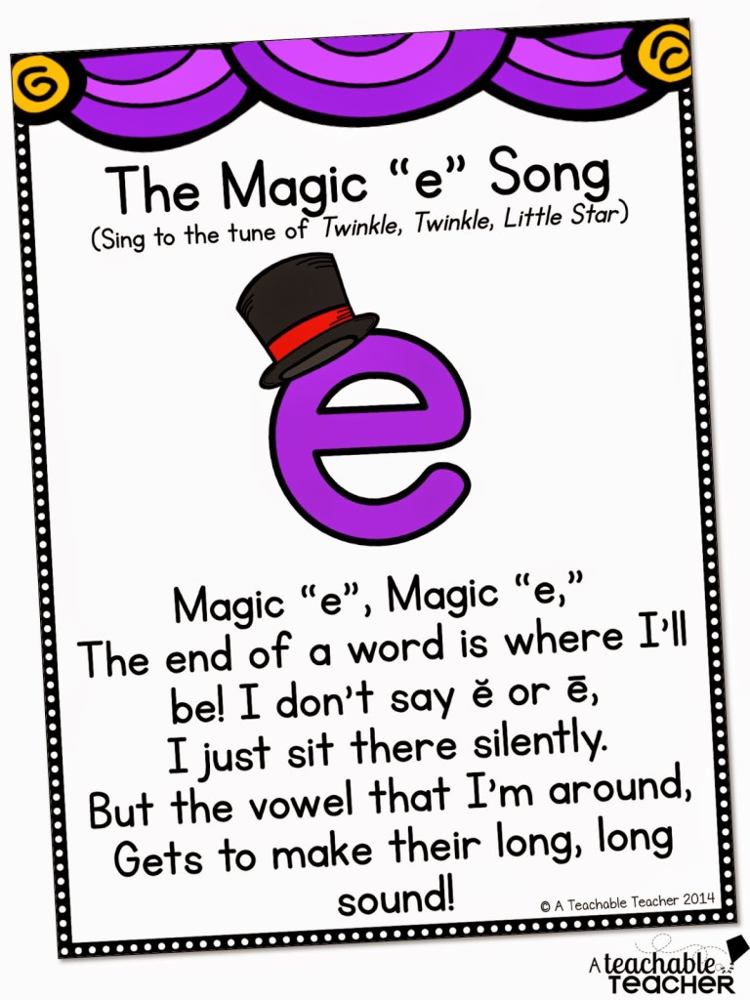 The Magic “e” Song
(Sing to the tune of Twinkle, Twinkle, Little Star)
e
Magic “e”, Magic “e,”
The end of a word is where I’ll
be! I don’t say ĕ or ē,
I just sit there silently.
But the vowel that I’m around,
Gets to make their long, long
sound!
© A Teachable Teacher 2014
A teachable
TEACHER